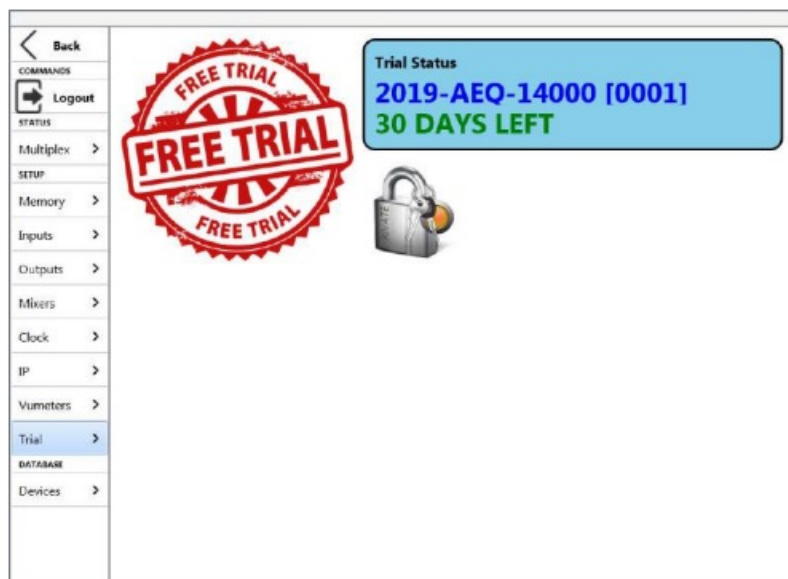 Back
COMMANDS
Logout
STATUS
Multiplex
SETUP
Memory
Inputs
Outputs
Mixers
Clock
IP
Vumeters
Trial
DATABASE
Devices
FREE TRIAL
FREE TRIAL
FREE TRIAL
Trial Status
2019-AEQ-14000 [0001]
30 DAYS LEFT